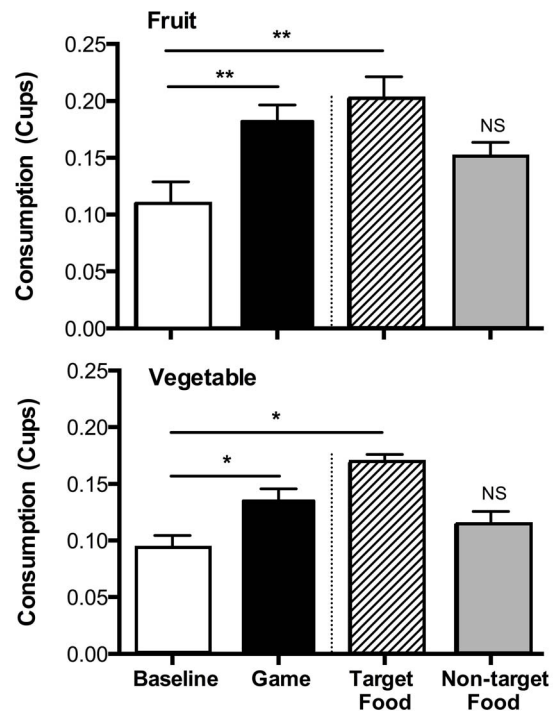 Fruit
Consumption (Cups)
0.25
0.20
0.15
0.10
0.05
0.00
**
**
NS
Vegetable
Consumption (Cups)
0.25
0.20
0.15
0.10
0.05
0.00
*
*
NS
Baseline
Game
Target
Food
Non-target
Food